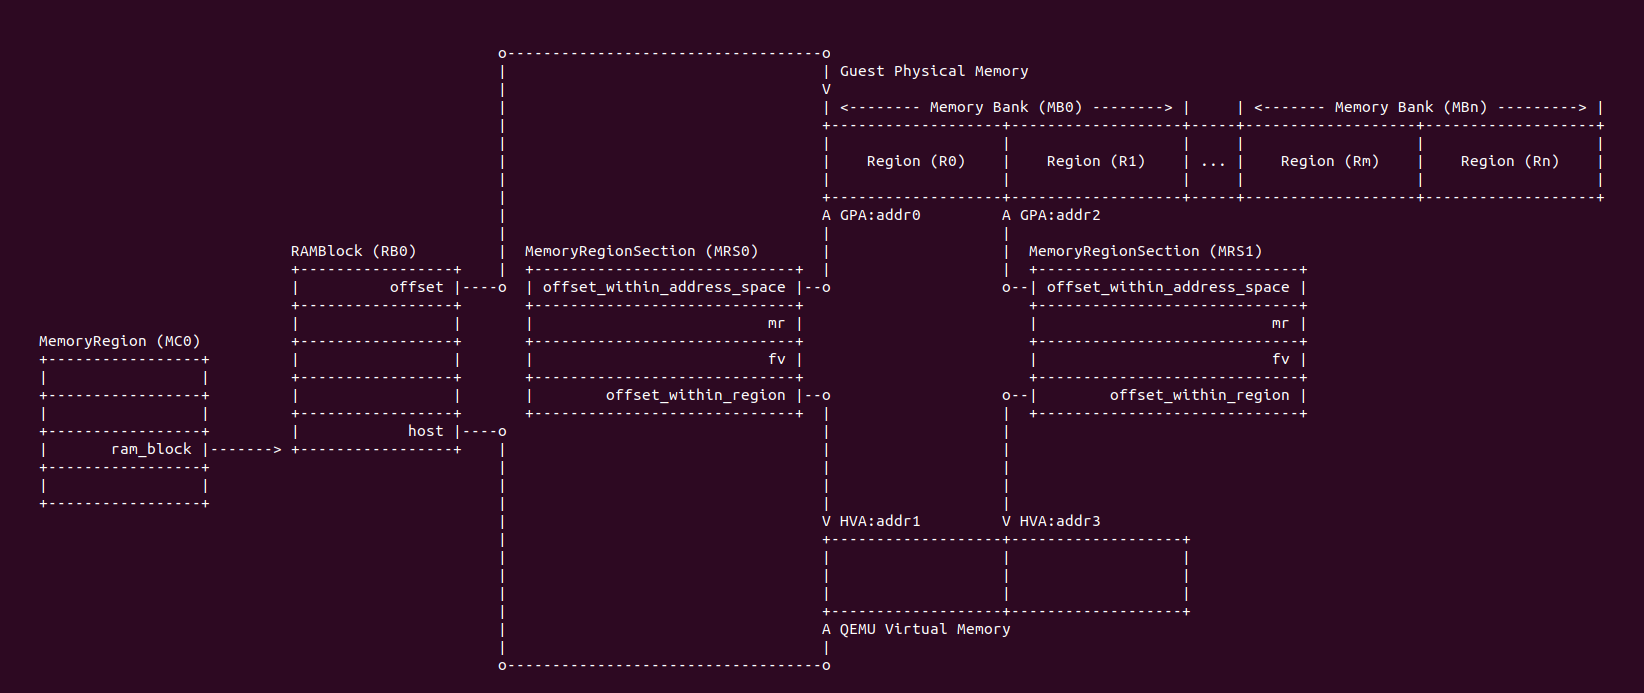 o-----------------------------------o
                                                   |                                   | Guest Physical Memory
                                                   |                                   V
                                                   |                                   | <-------- Memory Bank (MB0) --------> |     | <------- Memory Bank (MBn) ---------> |
                                                   |                                   +-------------------+-------------------+-----+-------------------+-------------------+
                                                   |                                   |                   |                   |     |                   |                   |
                                                   |                                   |    Region (R0)    |    Region (R1)    | ... |    Region (Rm)    |    Region (Rn)    |
                                                   |                                   |                   |                   |     |                   |                   |
                                                   |                                   +-------------------+-------------------+-----+-------------------+-------------------+
                                                   |                                   A GPA:addr0         A GPA:addr2
                                                   |                                   |                   |
                            RAMBlock (RB0)         |  MemoryRegionSection (MRS0)       |                   |  MemoryRegionSection (MRS1)
                            +-----------------+    |  +-----------------------------+  |                   |  +-----------------------------+
                            |          offset |----o  | offset_within_address_space |--o                   o--| offset_within_address_space |
                            +-----------------+       +-----------------------------+                         +-----------------------------+
                            |                 |       |                          mr |                         |                          mr |
MemoryRegion (MC0)          +-----------------+       +-----------------------------+                         +-----------------------------+
+-----------------+         |                 |       |                          fv |                         |                          fv |
|                 |         +-----------------+       +-----------------------------+                         +-----------------------------+
+-----------------+         |                 |       |        offset_within_region |--o                   o--|        offset_within_region |
|                 |         +-----------------+       +-----------------------------+  |                   |  +-----------------------------+
+-----------------+         |            host |----o                                   |                   |
|       ram_block |-------> +-----------------+    |                                   |                   |
+-----------------+                                |                                   |                   |
|                 |                                |                                   |                   |
+-----------------+                                |                                   |                   |
                                                   |                                   V HVA:addr1         V HVA:addr3
                                                   |                                   +-------------------+-------------------+
                                                   |                                   |                   |                   |
                                                   |                                   |                   |                   |
                                                   |                                   |                   |                   |
                                                   |                                   +-------------------+-------------------+
                                                   |                                   A QEMU Virtual Memory
                                                   |                                   |
                                                   o-----------------------------------o